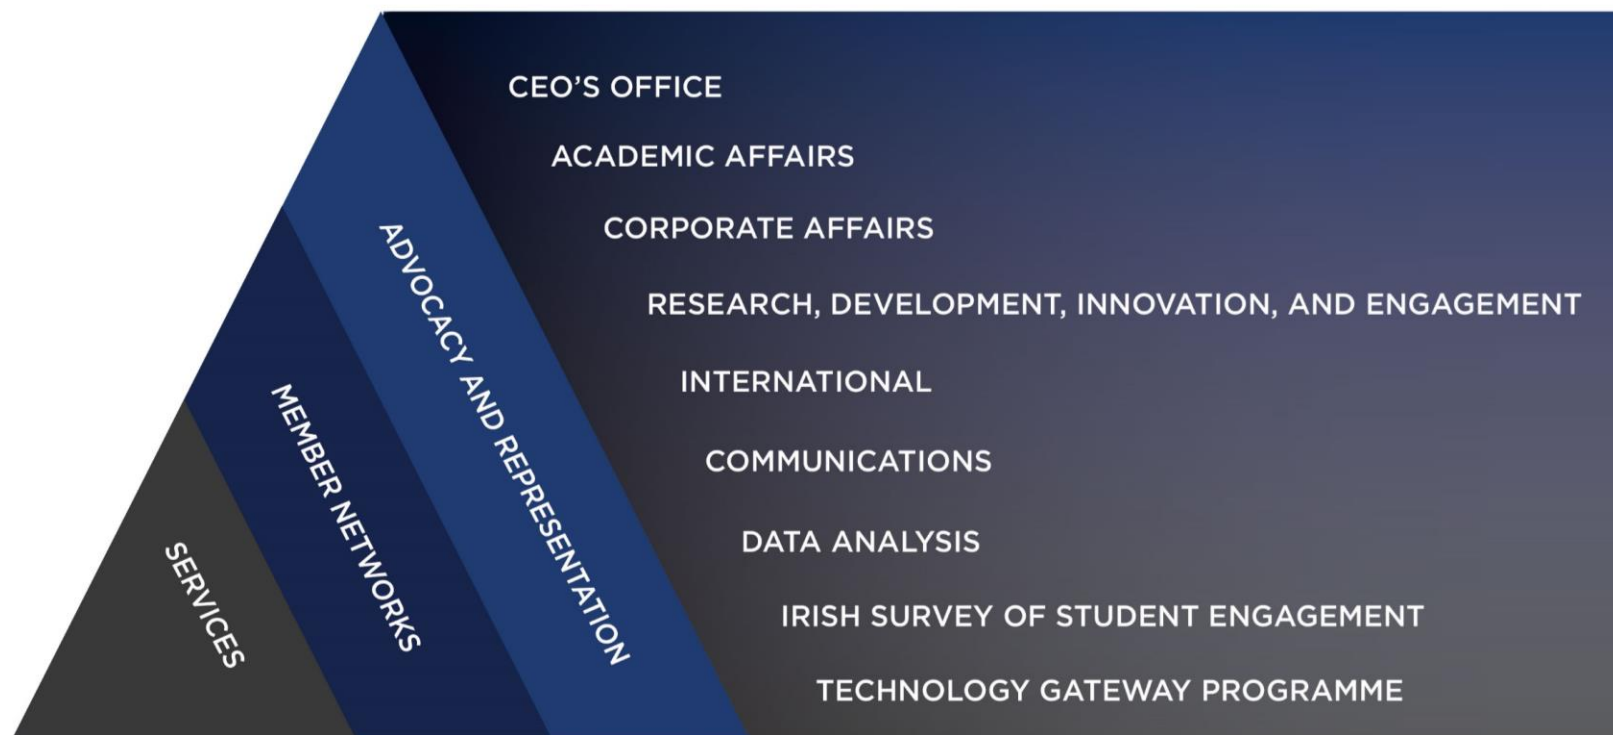 CEO'S OFFICE
ACADEMIC AFFAIRS
CORPORATE AFFAIRS
RESEARCH, DEVELOPMENT, INNOVATION, AND ENGAGEMENT
INTERNATIONAL
COMMUNICATIONS
DATA ANALYSIS
IRISH SURVEY OF STUDENT ENGAGEMENT
TECHNOLOGY GATEWAY PROGRAMME
ADVOCACY AND REPRESENTATION
MEMBER NETWORKS
SERVICES